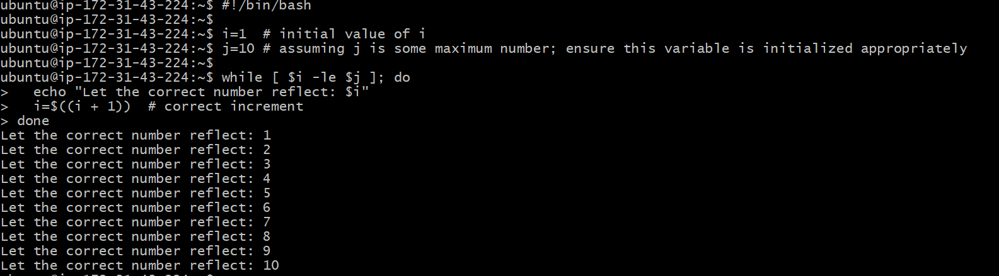 ubuntu@ip-172-31-43-224:~$ #!/bin/bash
ubuntu@ip-172-31-43-224:~$
ubuntu@ip-172-31-43-224:~$ i=1  # initial value of i
ubuntu@ip-172-31-43-224:~$ j=10 # assuming j is some maximum number; ensure this variable is initialized appropriately
ubuntu@ip-172-31-43-224:~$
ubuntu@ip-172-31-43-224:~$ while [ $i -le $j ]; do
>   echo "Let the correct number reflect: $i"
>   i=$((i + 1))  # correct increment
> done
Let the correct number reflect: 1
Let the correct number reflect: 2
Let the correct number reflect: 3
Let the correct number reflect: 4
Let the correct number reflect: 5
Let the correct number reflect: 6
Let the correct number reflect: 7
Let the correct number reflect: 8
Let the correct number reflect: 9
Let the correct number reflect: 10